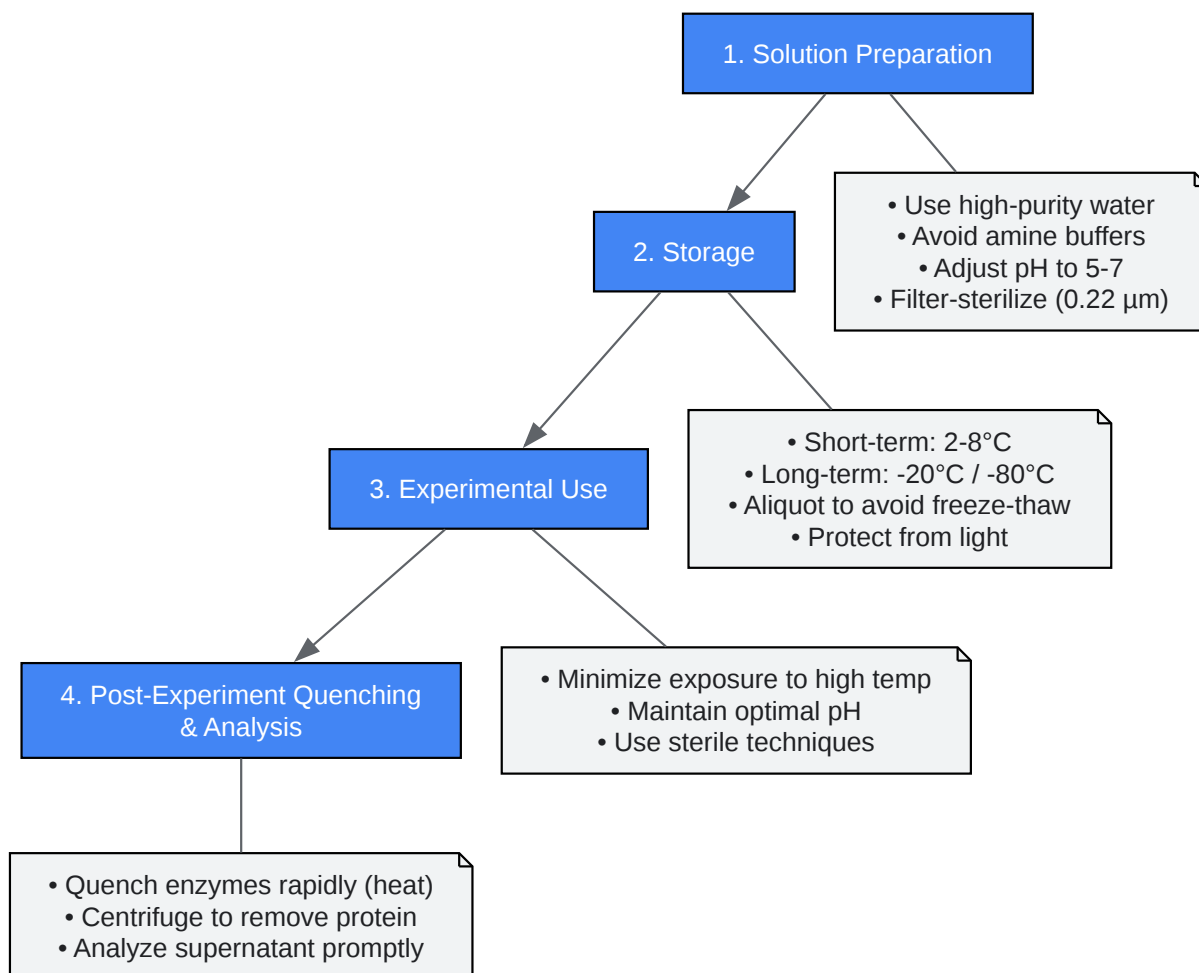 1. Solution Preparation
• Use high-purity water
• Avoid amine buffers
• Adjust pH to 5-7
• Filter-sterilize (0.22 µm)
2. Storage
• Short-term: 2-8°C
• Long-term: -20°C / -80°C
• Aliquot to avoid freeze-thaw
• Protect from light
3. Experimental Use
• Minimize exposure to high temp
• Maintain optimal pH
• Use sterile techniques
4. Post-Experiment Quenching
& Analysis
• Quench enzymes rapidly (heat)
• Centrifuge to remove protein
• Analyze supernatant promptly